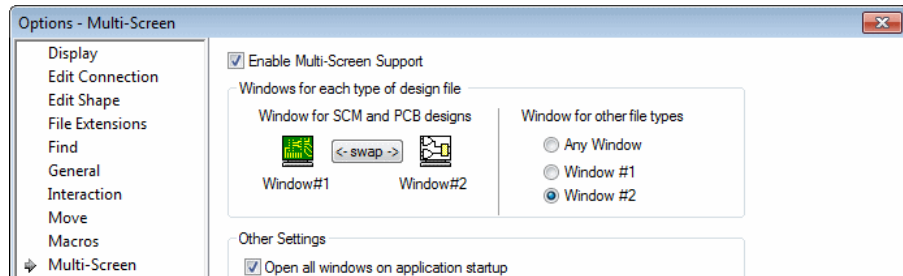 Options - Multi-Screen
Display
Edit Connection
Edit Shape
File Extensions
Find
General
Interaction
Move
Macros
Multi-Screen
Enable Multi-Screen Support
Windows for each type of design file
Window for SCM and PCB designs
<- swap ->
Window#1 Window#2
Window for other file types
Any Window
Window #1
Window #2
Other Settings
Open all windows on application startup